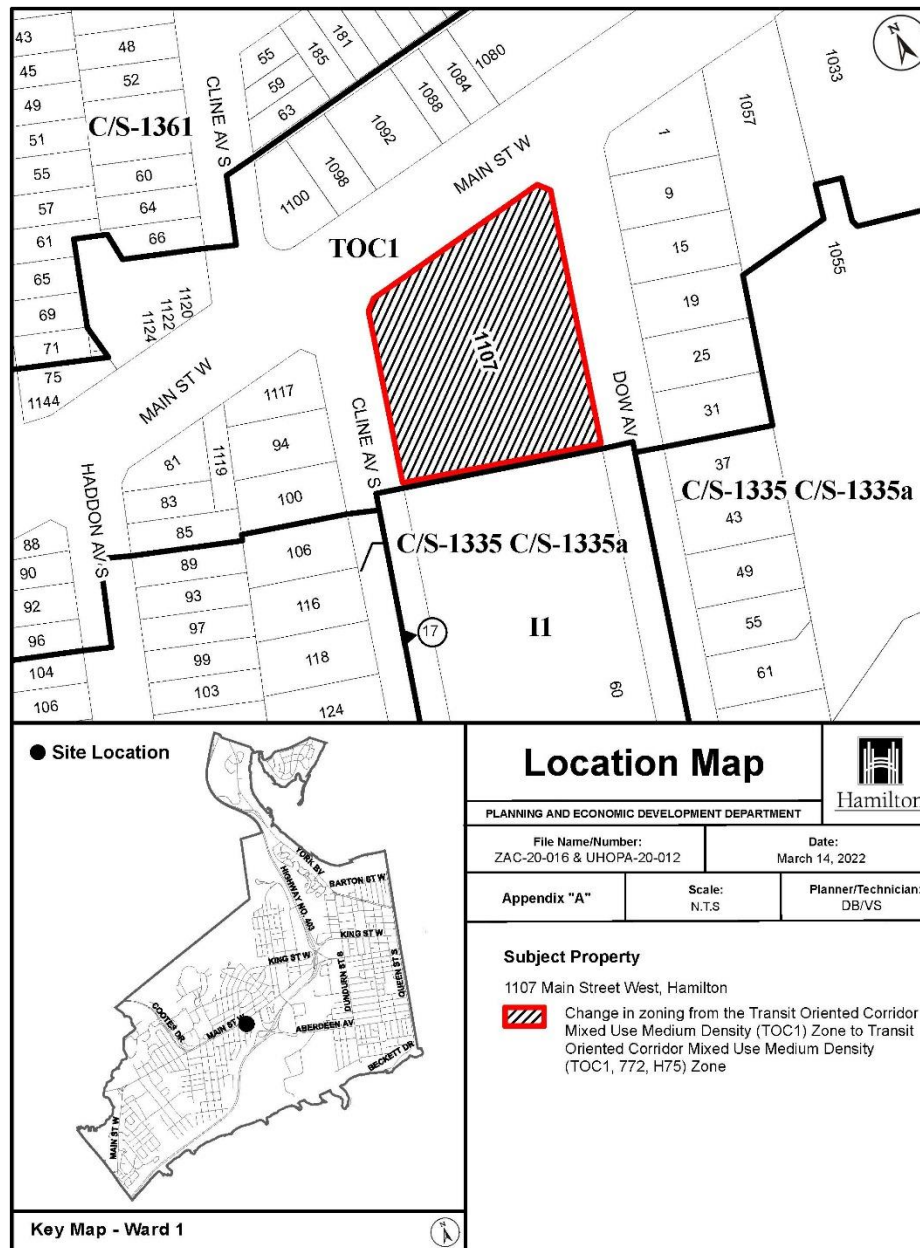 43
45
49
51
55
57
61
65
69
71
75
1144
48
52
C/S-1361
60
64
66
CLINE AV S
55
59
63
185
181
1100
1098
1092
1088
1084
1080
MAIN ST W
TOC1
1124
1122
1120
MAIN ST W
1
9
15
19
25
31
1057
1033
1055
1107
DOW AV
CLINE AV S
HADDON AV S
81
83
85
1119
1117
94
100
88
90
92
96
104
106
89
93
97
99
103
106
116
118
124
C/S-1335 C/S-1335a
17
I1
60
37
C/S-1335 C/S-1335a
43
49
55
61
Site Location
YORK BV
HIGHWAY NO. 403
BARTON ST W
KING ST W
KING ST W
DUNDURN ST S
QUEEN ST S
COOTES DR
MAIN ST W
ABERDEEN AV
BECKETT DR
MAIN ST W
Key Map - Ward 1
N
Location Map
Hamilton
PLANNING AND ECONOMIC DEVELOPMENT DEPARTMENT
File Name/Number:
ZAC-20-016 & UHOPA-20-012
Date:
March 14, 2022
Appendix "A"
Scale:
N.T.S
Planner/Technician:
DB/VS
Subject Property
1107 Main Street West, Hamilton
Change in zoning from the Transit Oriented Corridor
Mixed Use Medium Density (TOC1) Zone to Transit
Oriented Corridor Mixed Use Medium Density
(TOC1, 772, H75) Zone